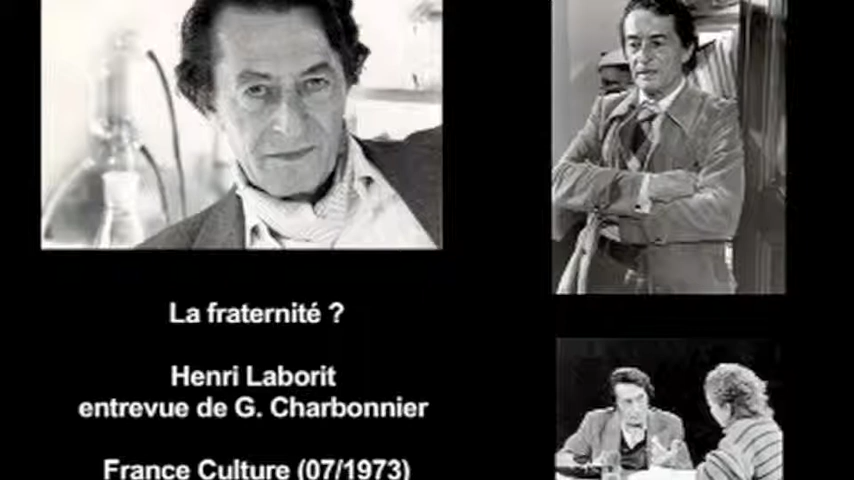 La fraternité ?
Henri Laborit
entrevue de G. Charbonnier
France Culture (07/1973)